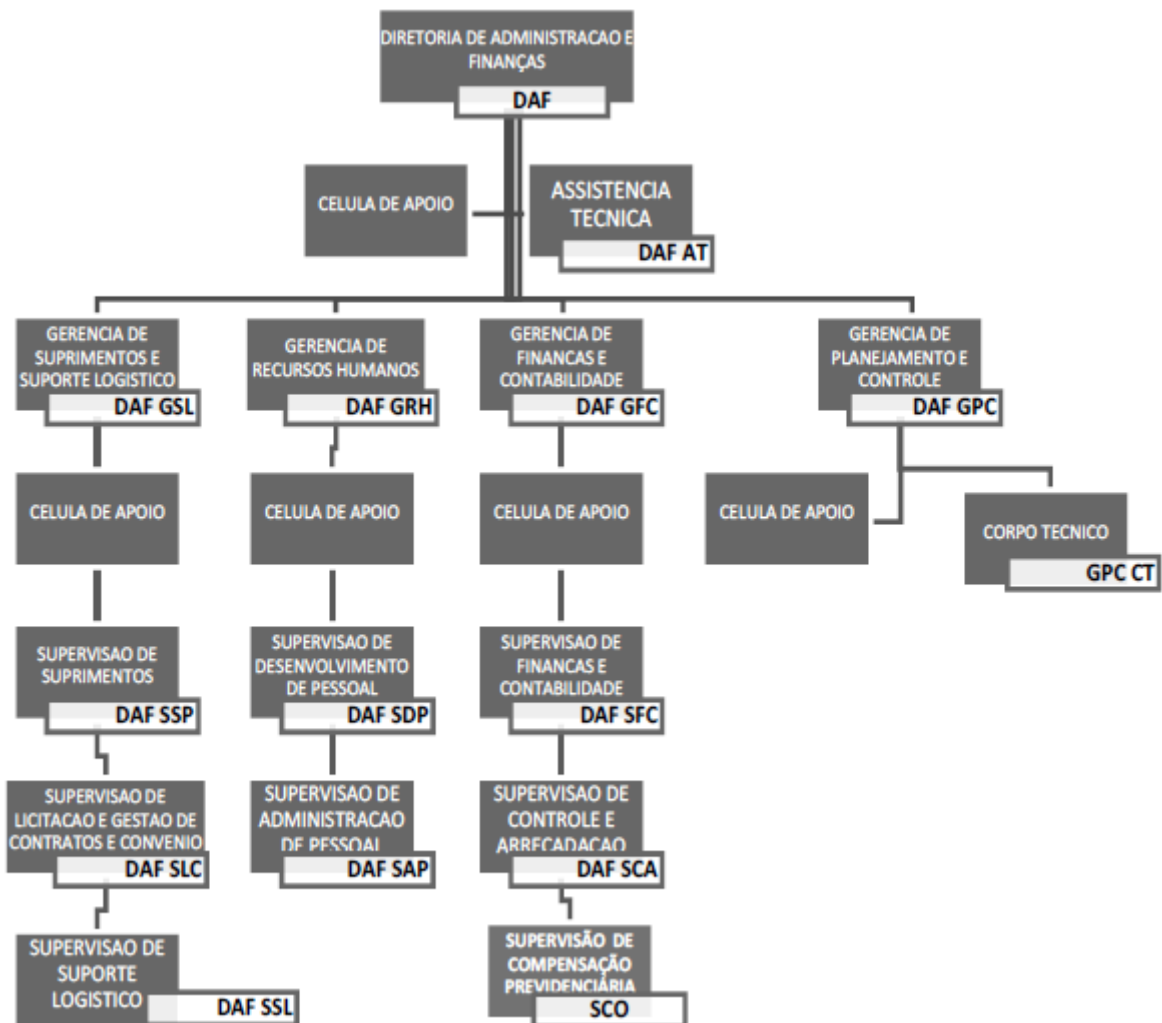 DIRETORIA DE ADMINISTRACAO E
FINANÇAS
DAF
CELULA DE APOIO
ASSISTENCIA
TECNICA
DAF AT
GERENCIA DE
SUPRIMENTOS E
SUPORTE LOGISTICO
DAF GSL
GERENCIA DE
RECURSOS HUMANOS
DAF GRH
GERENCIA DE
FINANCAS E
CONTABILIDADE
DAF GFC
GERENCIA DE
PLANEJAMENTO E
CONTROLE
DAF GPC
CELULA DE APOIO
CELULA DE APOIO
CELULA DE APOIO
CELULA DE APOIO
CORPO TECNICO
GPC CT
SUPERVISAO DE
SUPRIMENTOS
DAF SSP
SUPERVISAO DE
DESENVOLVIMENTO
DE PESSOAL
DAF SDP
SUPERVISAO DE
FINANCAS E
CONTABILIDADE
DAF SFC
SUPERVISAO DE
LICITACAO E GESTAO DE
CONTRATOS E CONVENIO
DAF SLC
SUPERVISAO DE
ADMINISTRACAO
DE PESSOAL
DAF SAP
SUPERVISAO DE
CONTROLE E
ARRECADACAO
DAF SCA
SUPERVISAO DE
SUPORTE
LOGISTICO
DAF SSL
SUPERVISÃO DE
COMPENSAÇÃO
PREVIDENCIÁRIA
SCO